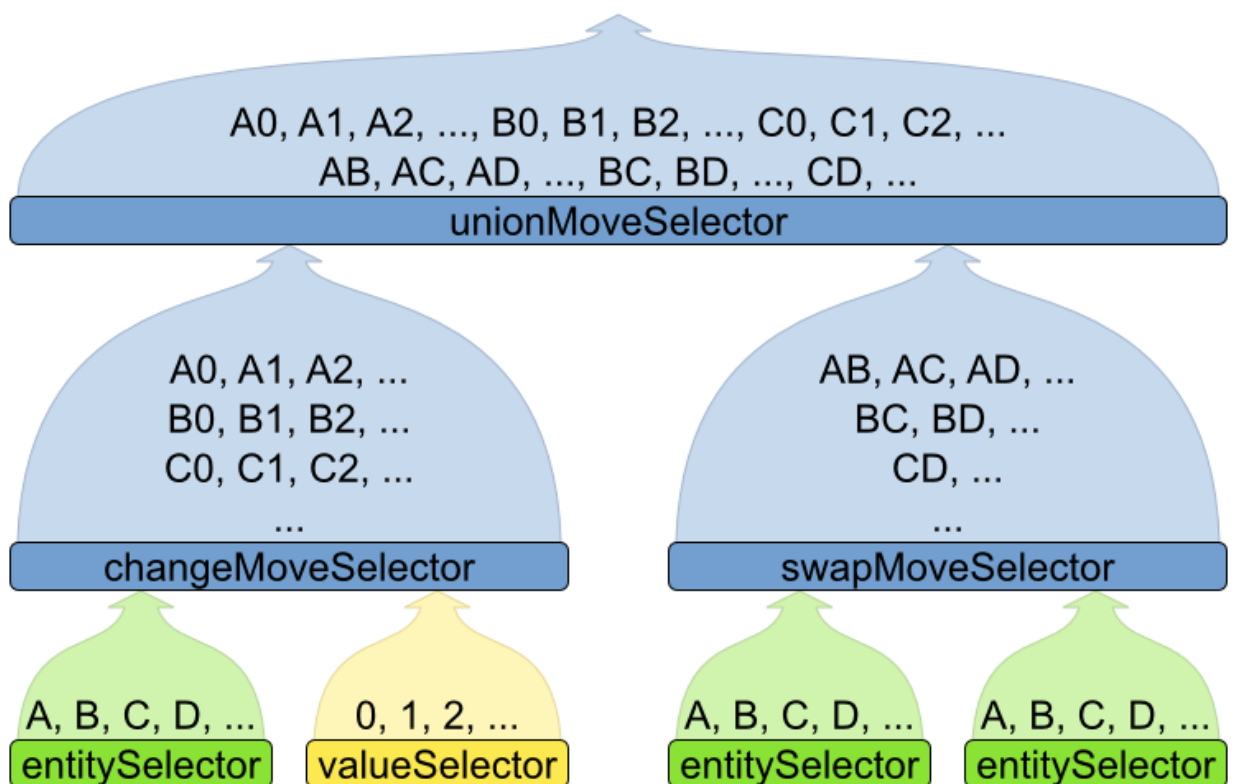 A0, A1, A2, ..., B0, B1, B2, ..., C0, C1, C2, ...
AB, AC, AD, ..., BC, BD, ..., CD, ...
unionMoveSelector
A0, A1, A2, ...
B0, B1, B2, ...
C0, C1, C2, ...
...
changeMoveSelector
AB, AC, AD, ...
BC, BD, ...
CD, ...
...
swapMoveSelector
A, B, C, D, ...
entitySelector
0, 1, 2, ...
valueSelector
A, B, C, D, ...
entitySelector
A, B, C, D, ...
entitySelector